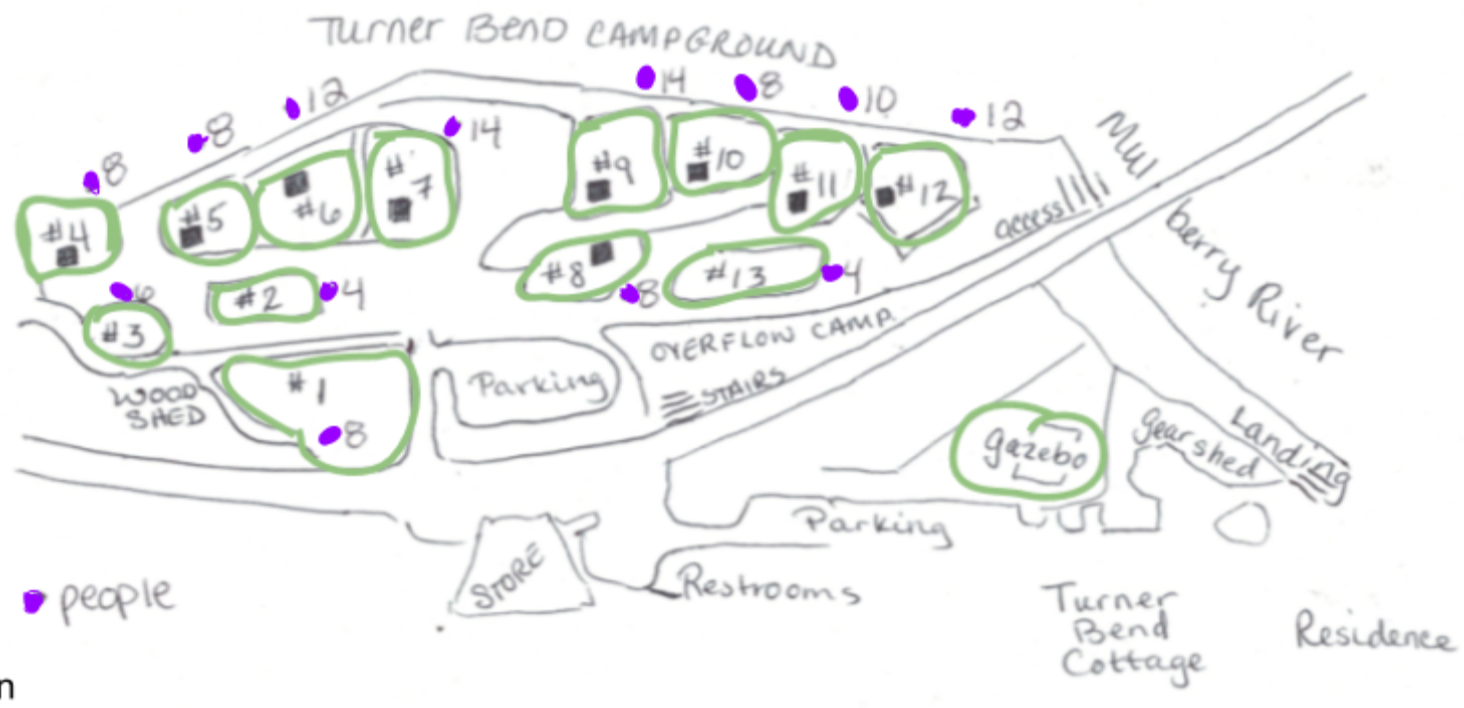 Turner Bend CAMPGROUND
14
8
10
12
12
8
14
8
#4
#5
#6
#7
#9
#10
#11
#12
Mulberry River
access
6
#3
#2
4
#8
8
#13
4
OVERFLOW CAMP
WOOD
SHED
#1
8
Parking
STAIRS
gazebo
gear shed
Landing
Parking
STORE
Restrooms
people
Turner
Bend
Cottage
Residence
n